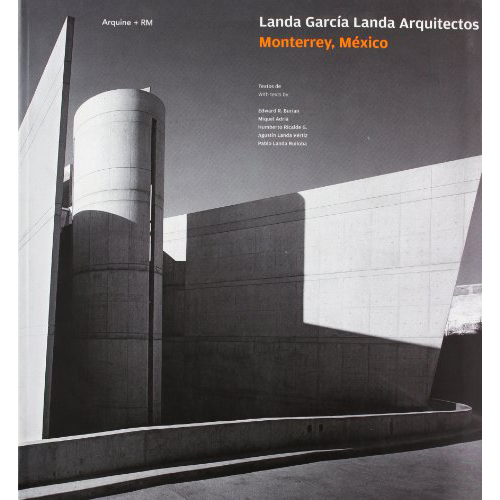 Arquine + RM
Landa García Landa Arquitectos
Monterrey, México
Textos de
With texts by
Edward R. Burian
Miquel Adrià
Humberto Ricalde G.
Agustín Landa Vértiz
Pablo Landa Ruiloba